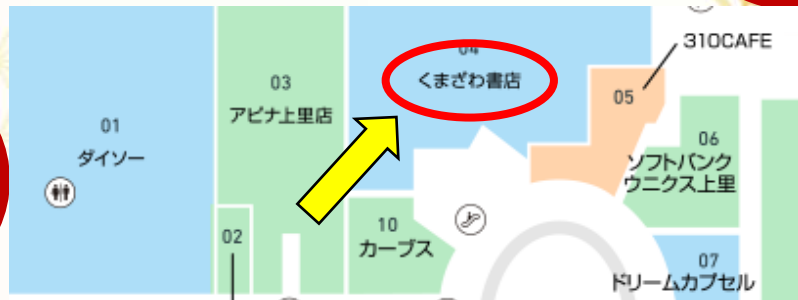 01
ダイソー
02
03
アピナ上里店
04
くまざわ書店
310CAFE
05
06
ソフトバンク
ウニクス上里
07
ドリームカプセル
10
カーブス